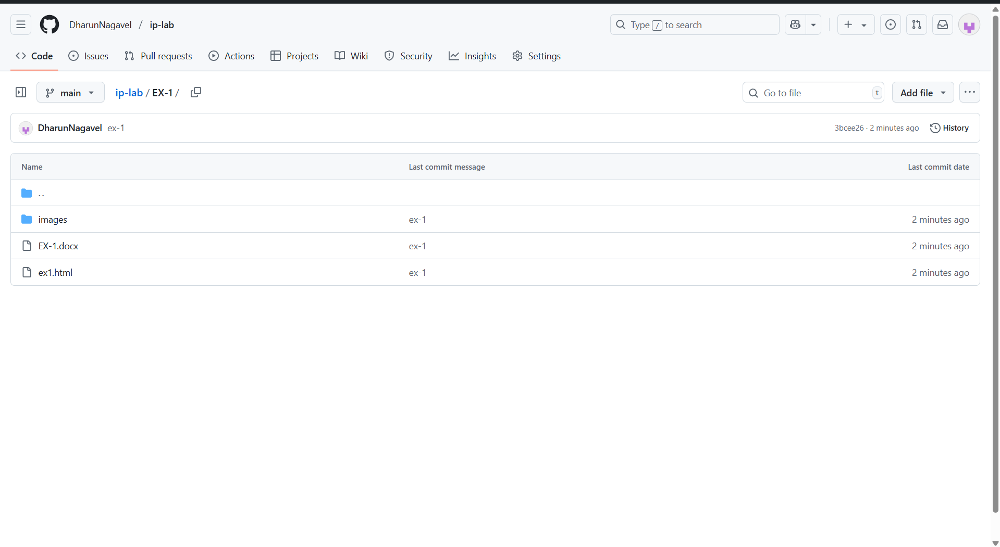 DharunNagavel / ip-lab Type / to search
Code Issues Pull requests Actions Projects Wiki Security Insights Settings
main ip-lab / EX-1 / Go to file t Add file
DharunNagavel ex-1 3bcee26 · 2 minutes ago History
Name Last commit message Last commit date
..
images ex-1 2 minutes ago
EX-1.docx ex-1 2 minutes ago
ex1.html ex-1 2 minutes ago